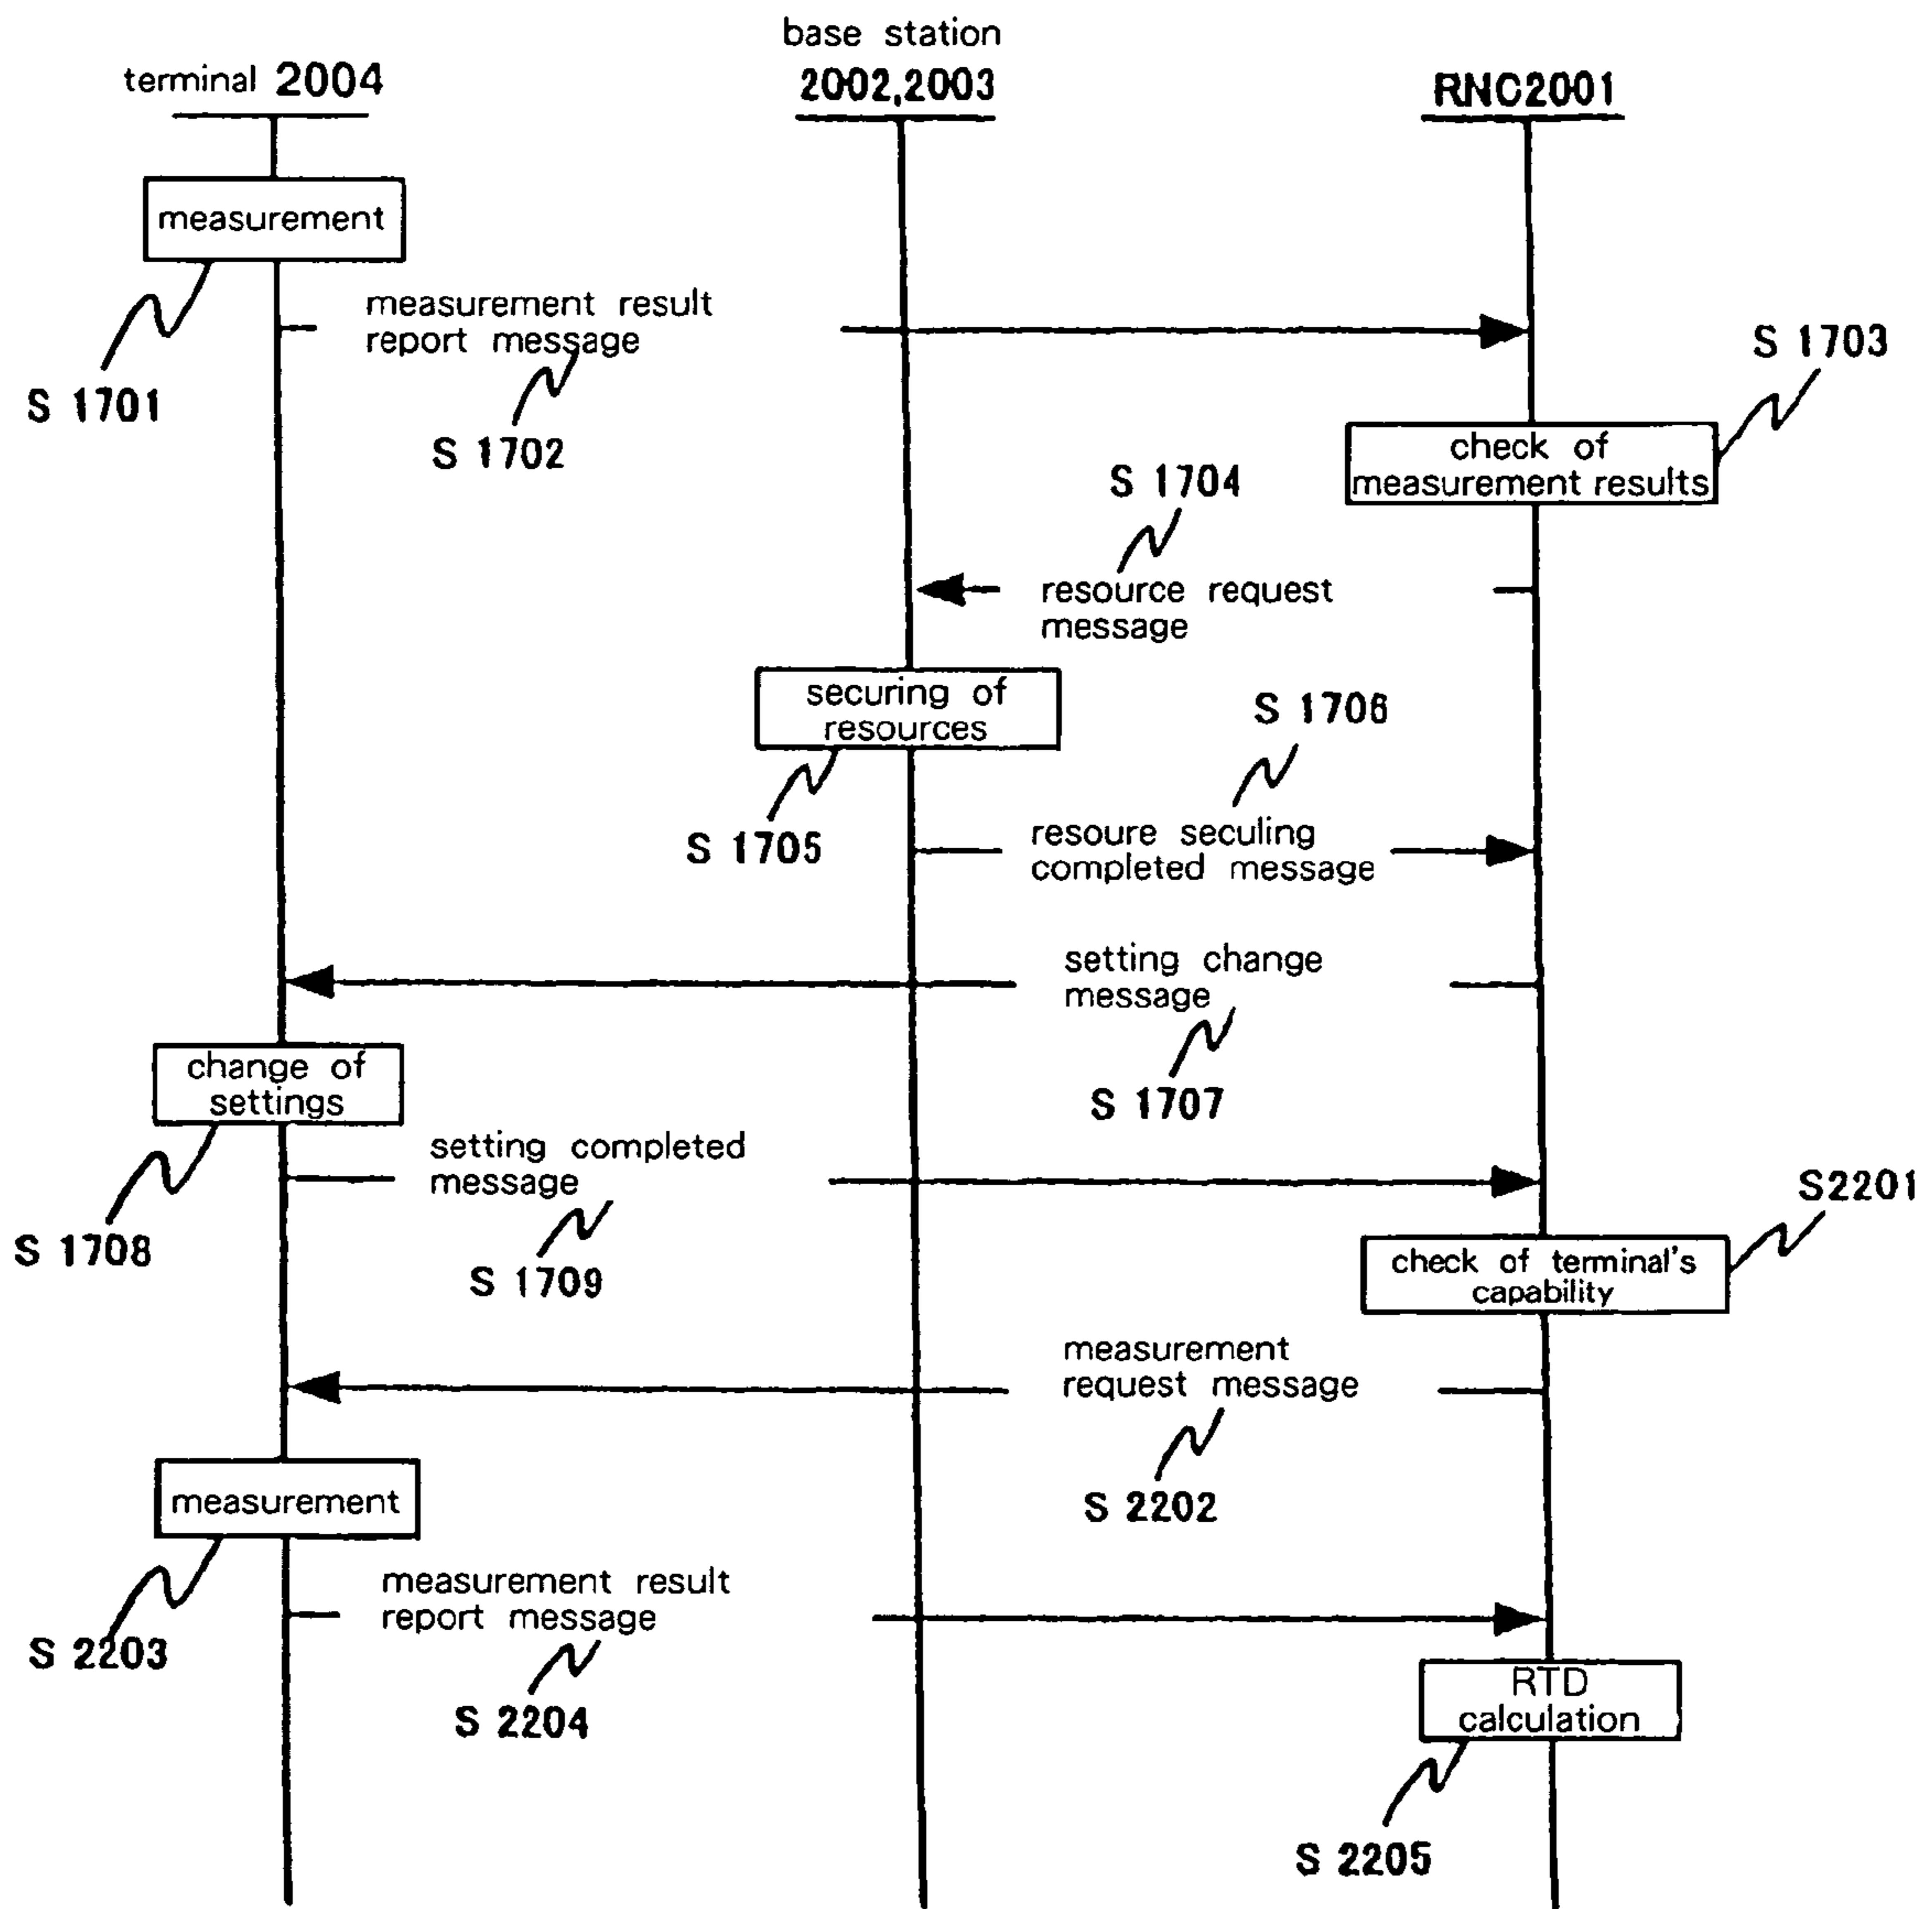 base station
terminal 2004
2002,2003
RNC2001
measurement
measurement result
report message
S 1701
S 1702
S 1703
check of
measurement results
S 1704
resource request
message
securing of
resources
S 1705
S 1706
resoure seculing
completed message
setting change
message
S 1707
change of
settings
S 1708
setting completed
message
S 1709
S2201
check of terminal's
capability
measurement
request message
S 2202
measurement
S 2203
measurement result
report message
S 2204
RTD
calculation
S 2205